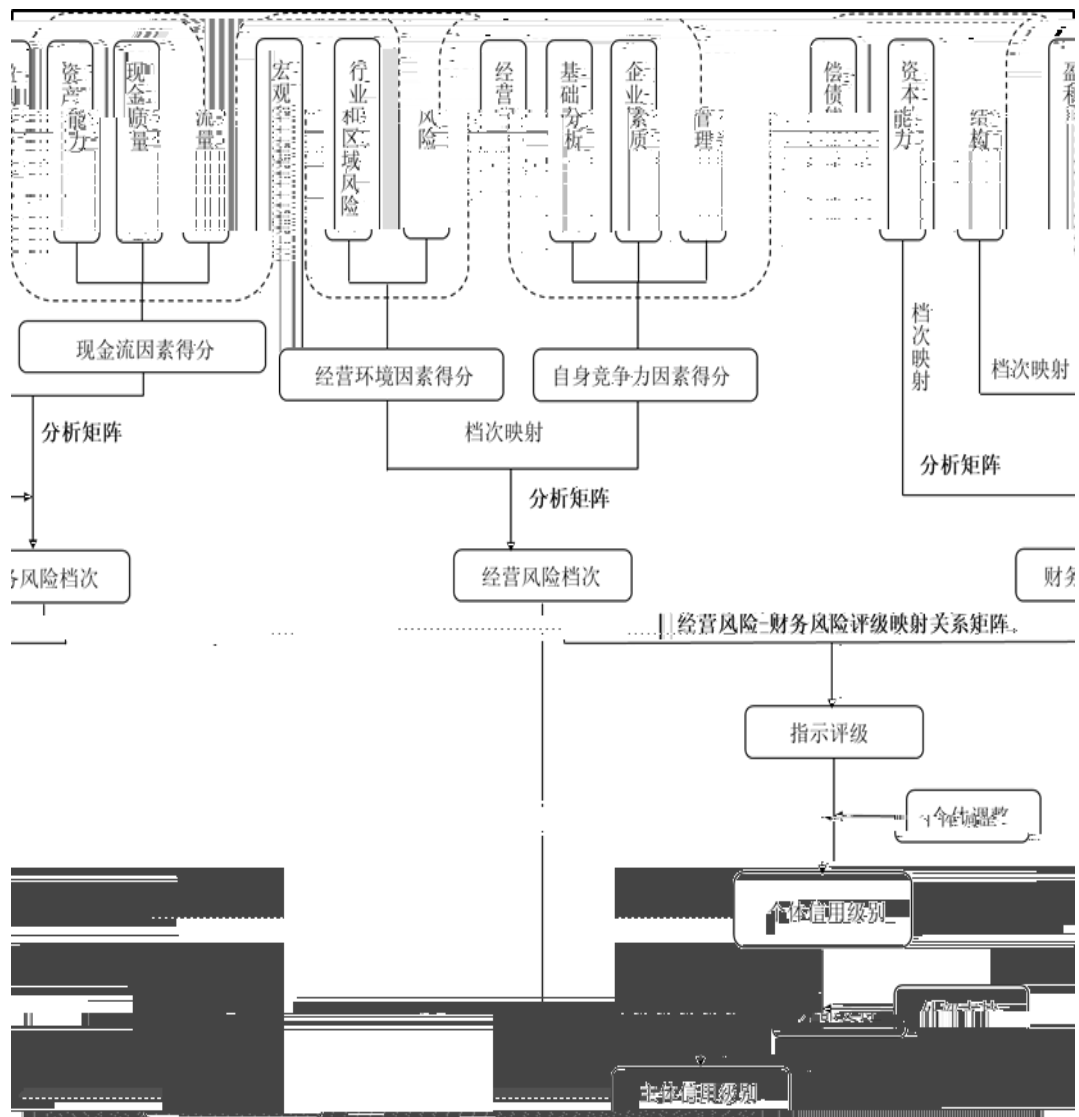 资产
能力
现金质量
流量
宏观
行业和区域风险
风险
经营
基础分析
企业素质
管理
偿债
资本
能力
结构
盈利
现金流因素得分
经营环境因素得分
自身竞争力因素得分
档次映射
档次映射
分析矩阵
档次映射
分析矩阵
分析矩阵
务风险档次
经营风险档次
财务
经营风险-财务风险评级映射关系矩阵
指示评级
个体调整
个体信用级别
主体信用级别